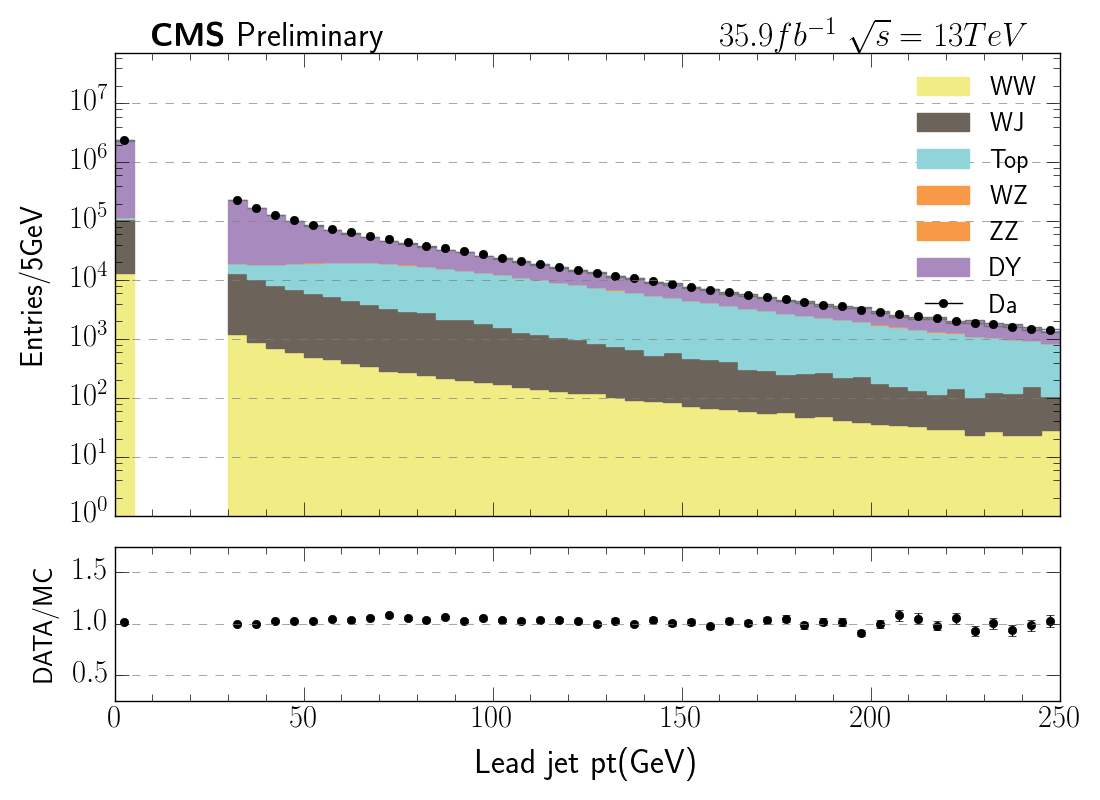 CMS Preliminary 35.9fb⁻¹ √s = 13TeV
Entries/5GeV
10⁷
10⁶
10⁵
10⁴
10³
10²
10¹
10⁰
WW
WJ
Top
WZ
ZZ
DY
Da
DATA/MC
1.5
1.0
0.5
0 50 100 150 200 250
Lead jet pt(GeV)